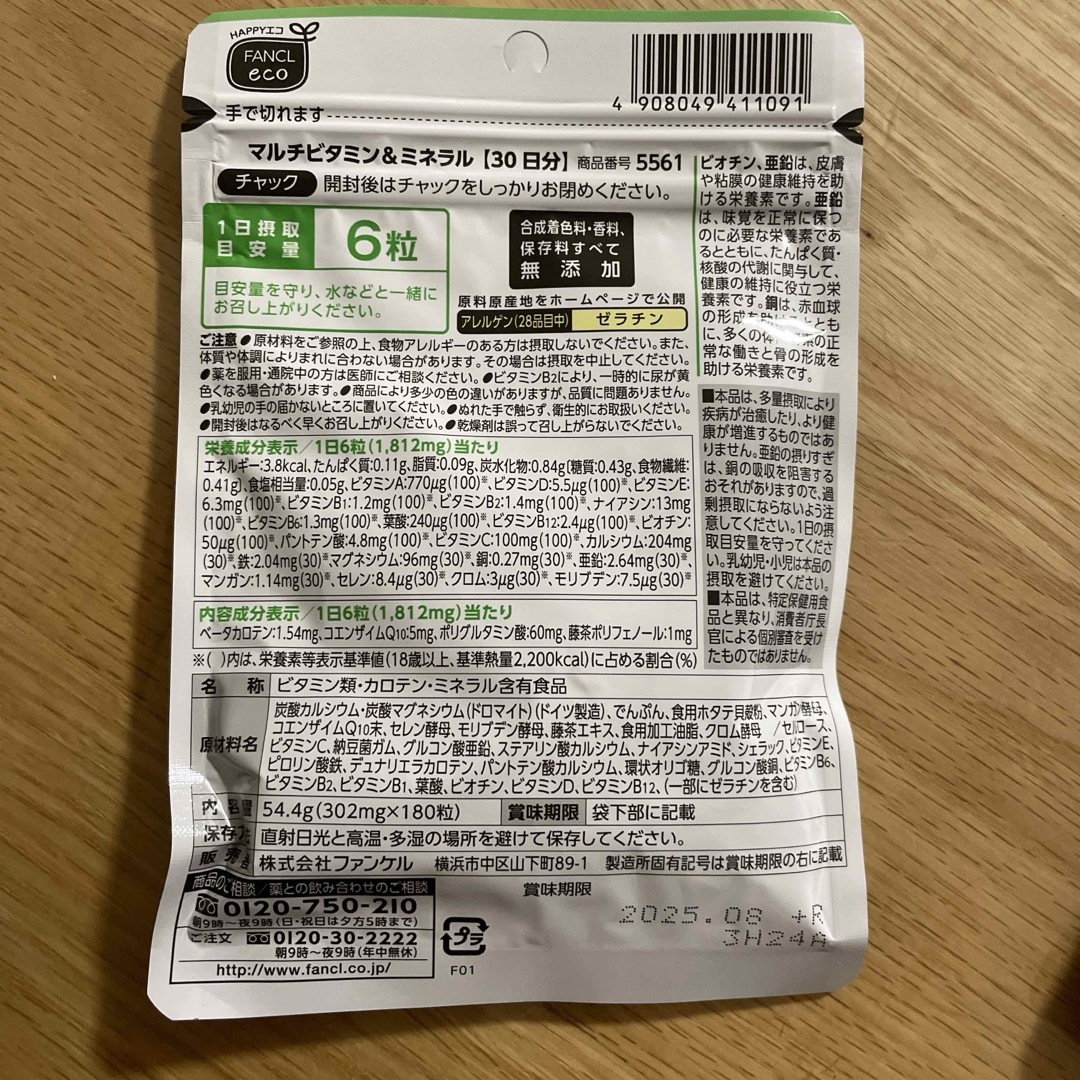 HAPPYエコ
FANCL
eco
4 908049 411091
手で切れます
マルチビタミン&ミネラル【30日分】商品番号 5561
チャック 開封後はチャックをしっかりお閉めください。
1日摂取
目安量
6粒
目安量を守り、水などと一緒に
お召し上がりください。
合成着色料・香料、
保存料すべて
無添加
原料原産地をホームページで公開
アレルゲン(28品目中) ゼラチン
ご注意 ●原材料をご参照の上、食物アレルギーのある方は摂取しないでください。また、
体質や体調によりまれに合わない場合があります。その場合は摂取を中止してください。
●薬を服用・通院中の方は医師にご相談ください。●ビタミンB2により、一時的に尿が黄
色くなる場合があります。●商品により多少の色の違いがありますが、品質に問題ありません。
●乳幼児の手の届かないところに置いてください。●ぬれた手で触らず、衛生的にお取扱いください。
●開封後はなるべく早くお召し上がりください。●乾燥剤は誤って召し上がらないでください。
栄養成分表示/1日6粒(1,812mg)当たり
エネルギー:3.8kcal、たんぱく質:0.11g、脂質:0.09g、炭水化物:0.84g(糖質:0.43g、食物繊維:
0.41g)、食塩相当量:0.05g、ビタミンA:770μg(100)※、ビタミンD:5.5μg(100)※、ビタミンE:
6.3mg(100)※、ビタミンB1:1.2mg(100)※、ビタミンB2:1.4mg(100)※、ナイアシン:13mg
(100)※、ビタミンB6:1.3mg(100)※、葉酸:240μg(100)※、ビタミンB12:2.4μg(100)※、ビオチン:
50μg(100)※、パントテン酸:4.8mg(100)※、ビタミンC:100mg(100)※、カルシウム:204mg
(30)※、鉄:2.04mg(30)※マグネシウム:96mg(30)※、銅:0.27mg(30)※、亜鉛:2.64mg(30)※、
マンガン:1.14mg(30)※、セレン:8.4μg(30)※、クロム:3μg(30)※、モリブデン:7.5μg(30)※
内容成分表示/1日6粒(1,812mg)当たり
ベータカロテン:1.54mg、コエンザイムQ10:5mg、ポリグルタミン酸:60mg、藤茶ポリフェノール:1mg
※( )内は、栄養素等表示基準値(18歳以上、基準熱量2,200kcal)に占める割合(%)
ビオチン、亜鉛は、皮膚
や粘膜の健康維持を助
ける栄養素です。亜鉛
は、味覚を正常に保つ
のに必要な栄養素であ
るとともに、たんぱく質・
核酸の代謝に関与して、
健康の維持に役立つ栄
養素です。銅は、赤血球
の形成を助けるととも
に、多くの体 素の正
常な働きと骨の形成を
助ける栄養素です。
■本品は、多量摂取により
疾病が治癒したり、より健
康が増進するものではあ
りません。亜鉛の摂りすぎ
は、銅の吸収を阻害する
おそれがありますので、過
剰摂取にならないよう注
意してください。1日の摂
取目安量を守ってくださ
い。乳幼児・小児は本品の
摂取を避けてください。
■本品は、特定保健用食
品と異なり、消費者庁長
官による個別審査を受け
たものではありません。
名称 ビタミン類・カロテン・ミネラル含有食品
原材料名 炭酸カルシウム・炭酸マグネシウム(ドロマイト)(ドイツ製造)、でんぷん、食用ホタテ貝殻粉、マンガン酵母、
コエンザイムQ10末、セレン酵母、モリブデン酵母、藤茶エキス、食用加工油脂、クロム酵母/セルロース、
ビタミンC、納豆菌ガム、グルコン酸亜鉛、ステアリン酸カルシウム、ナイアシンアミド、シェラック、ビタミンE、
ピロリン酸鉄、デュナリエラカロテン、パントテン酸カルシウム、環状オリゴ糖、グルコン酸銅、ビタミンB6、
ビタミンB2、ビタミンB1、葉酸、ビオチン、ビタミンD、ビタミンB12、(一部にゼラチンを含む)
内容量 54.4g(302mg×180粒) 賞味期限 袋下部に記載
保存方 直射日光と高温・多湿の場所を避けて保存してください。
販売者 株式会社ファンケル 横浜市中区山下町89-1 製造所固有記号は賞味期限の右に記載
商品のご相談/薬との飲み合わせのご相談
0120-750-210
朝9時~夜9時(日・祝日は夕方5時まで)
ご注文 0120-30-2222
朝9時~夜9時(年中無休)
http://www.fancl.co.jp/
プラ
F01
賞味期限
2025.08 +R
3H24A